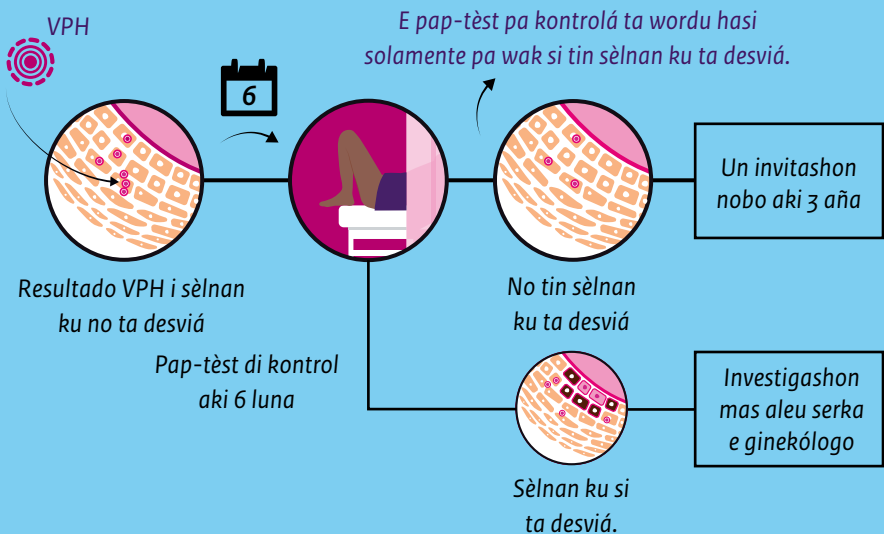 VPH
E pap-tèst pa kontrolá ta wordu hasi
solamente pa wak si tin sèlnan ku ta desviá.
6
Resultado VPH i sèlnan
ku no ta desviá
Pap-tèst di kontrol
aki 6 luna
No tin sèlnan
ku ta desviá
Un invitashon
nobo aki 3 aña
Sèlnan ku si
ta desviá.
Investigashon
mas aleu serka
e ginekólogo